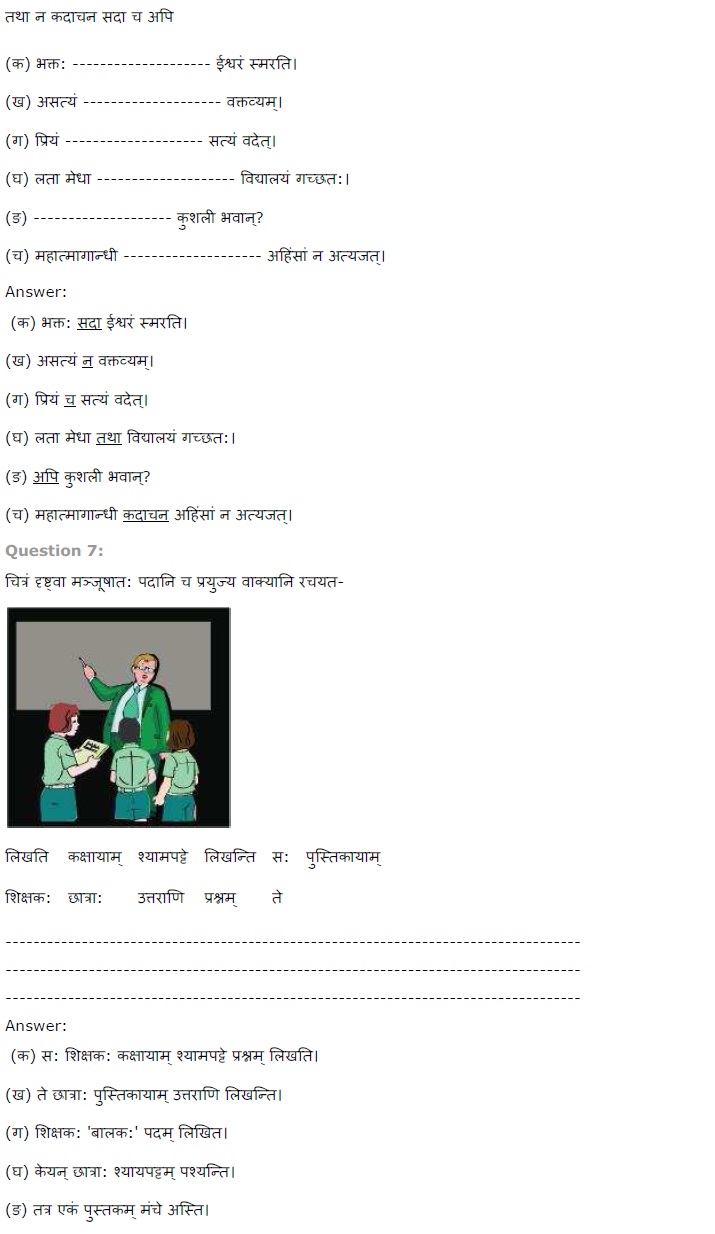 तथा न कदाचन सदा च अपि
(क) भक्त: -------------------- ईश्वरं स्मरति।
(ख) असत्यं -------------------- वक्तव्यम्।
(ग) प्रियं -------------------- सत्यं वदेत्।
(घ) लता मेधा -------------------- विद्यालयं गच्छत:।
(ङ) -------------------- कुशली भवान्?
(च) महात्मागान्धी -------------------- अहिंसां न अत्यजत्।
Answer:
(क) भक्त: सदा ईश्वरं स्मरति।
(ख) असत्यं न वक्तव्यम्।
(ग) प्रियं च सत्यं वदेत्।
(घ) लता मेधा तथा विद्यालयं गच्छत:।
(ङ) अपि कुशली भवान्?
(च) महात्मागान्धी कदाचन अहिंसां न अत्यजत्।
Question 7:
चित्रं दृष्ट्वा मञ्जूषात: पदानि च प्रयुज्य वाक्यानि रचयत-
लिखति कक्षायाम् श्यामपट्टे लिखन्ति स: पुस्तिकायाम्
शिक्षक: छात्रा: उत्तराणि प्रश्नम् ते
-----------------------------------------------------------------------------------
-----------------------------------------------------------------------------------
-----------------------------------------------------------------------------------
Answer:
(क) स: शिक्षक: कक्षायाम् श्यामपट्टे प्रश्नम् लिखति।
(ख) ते छात्रा: पुस्तिकायाम् उत्तराणि लिखन्ति।
(ग) शिक्षक: 'बालक:' पदम् लिखित।
(घ) केयन् छात्रा: श्यायपट्टम् पश्यन्ति।
(ङ) तत्र एकं पुस्तकम् मंचे अस्ति।